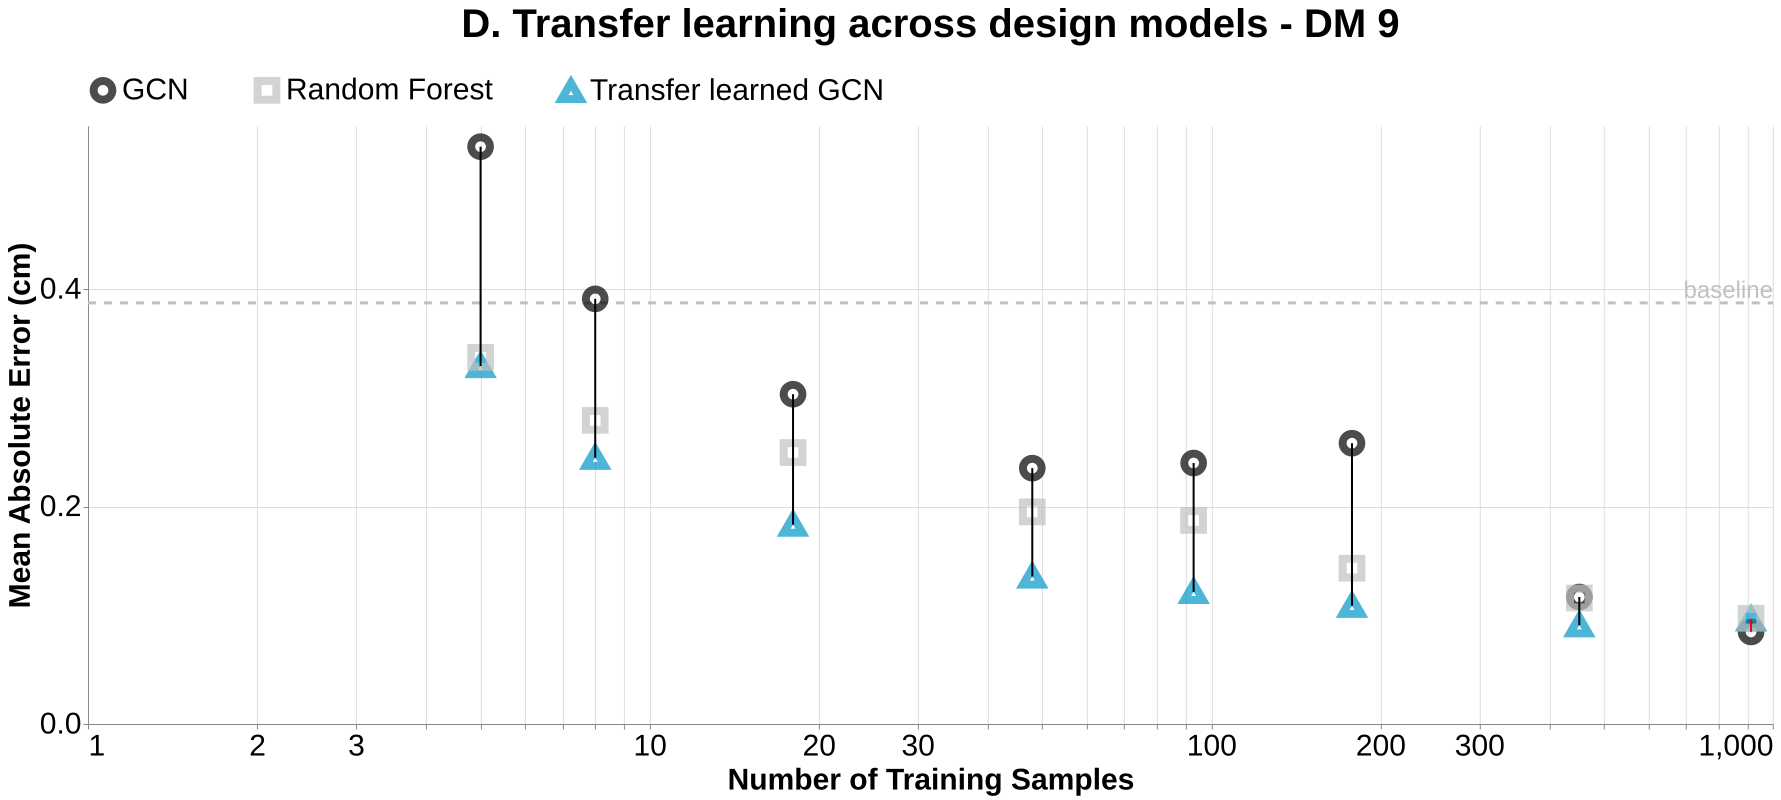 D. Transfer learning across design models - DM 9
GCN Random Forest Transfer learned GCN
Mean Absolute Error (cm)
0.4
baseline
0.2
0.0
1 2 3 10 20 30 100 200 300 1,000
Number of Training Samples